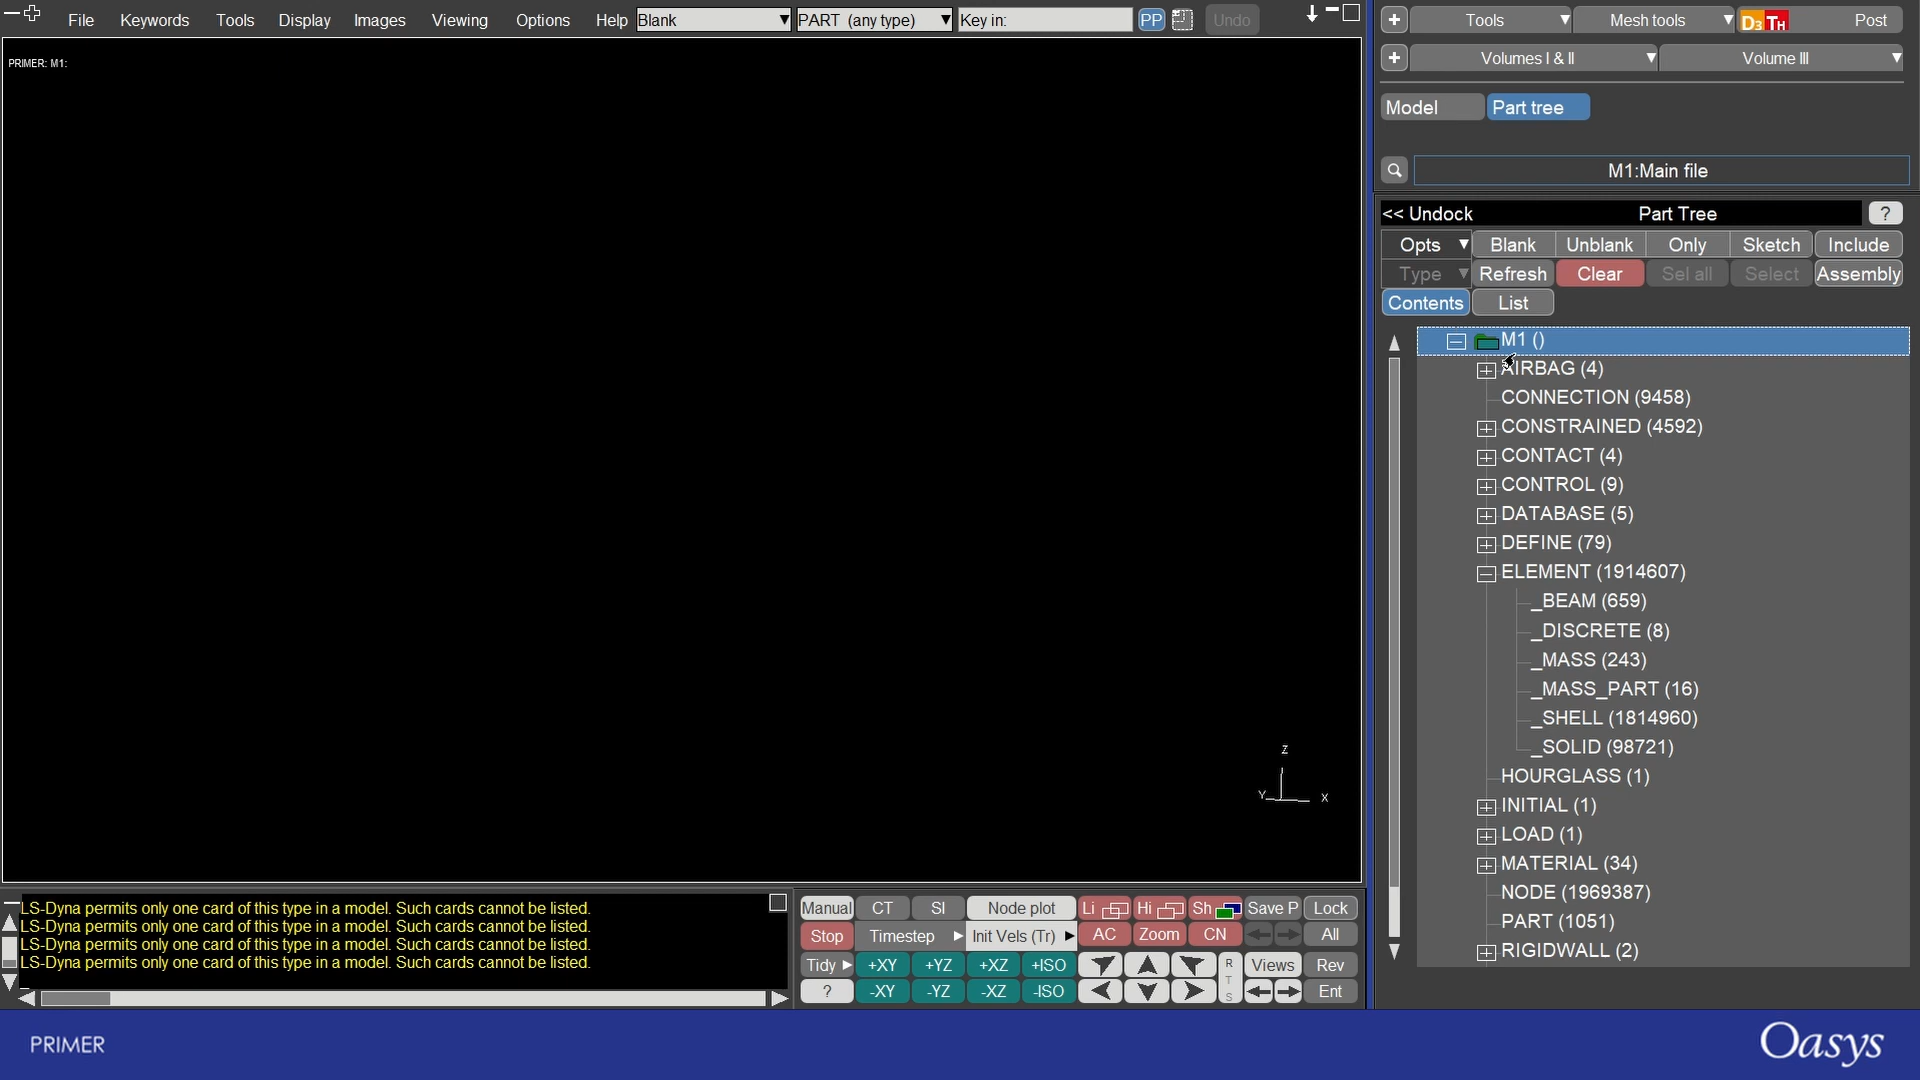 File Keywords Tools Display Images Viewing Options Help Blank PART (any type) Key in: PP Undo
PRIMER: M1:
Z
Y X
LS-Dyna permits only one card of this type in a model. Such cards cannot be listed.
LS-Dyna permits only one card of this type in a model. Such cards cannot be listed.
LS-Dyna permits only one card of this type in a model. Such cards cannot be listed.
LS-Dyna permits only one card of this type in a model. Such cards cannot be listed.
Manual CT SI Node plot Li Hi Sh Save P Lock
Stop Timestep Init Vels (Tr) AC Zoom CN All
Tidy +XY +YZ +XZ +ISO R Views Rev
T
? -XY -YZ -XZ -ISO S Ent
Tools Mesh tools D3 TH Post
Volumes I & II Volume III
Model Part tree
M1:Main file
<< Undock Part Tree ?
Opts Blank Unblank Only Sketch Include
Type Refresh Clear Sel all Select Assembly
Contents List
M1 ()
AIRBAG (4)
CONNECTION (9458)
CONSTRAINED (4592)
CONTACT (4)
CONTROL (9)
DATABASE (5)
DEFINE (79)
ELEMENT (1914607)
_BEAM (659)
_DISCRETE (8)
_MASS (243)
_MASS_PART (16)
_SHELL (1814960)
_SOLID (98721)
HOURGLASS (1)
INITIAL (1)
LOAD (1)
MATERIAL (34)
NODE (1969387)
PART (1051)
RIGIDWALL (2)
PRIMER
Oasys